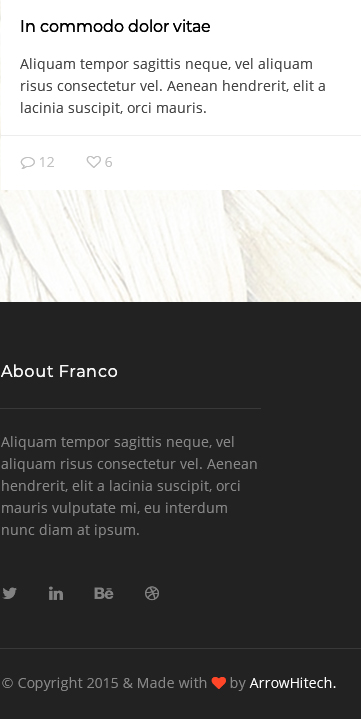 In commodo dolor vitae
Aliquam tempor sagittis neque, vel aliquam
risus consectetur vel. Aenean hendrerit, elit a
lacinia suscipit, orci mauris.
12 6
About Franco
Aliquam tempor sagittis neque, vel
aliquam risus consectetur vel. Aenean
hendrerit, elit a lacinia suscipit, orci
mauris vulputate mi, eu interdum
nunc diam at ipsum.
© Copyright 2015 & Made with ❤ by ArrowHitech.